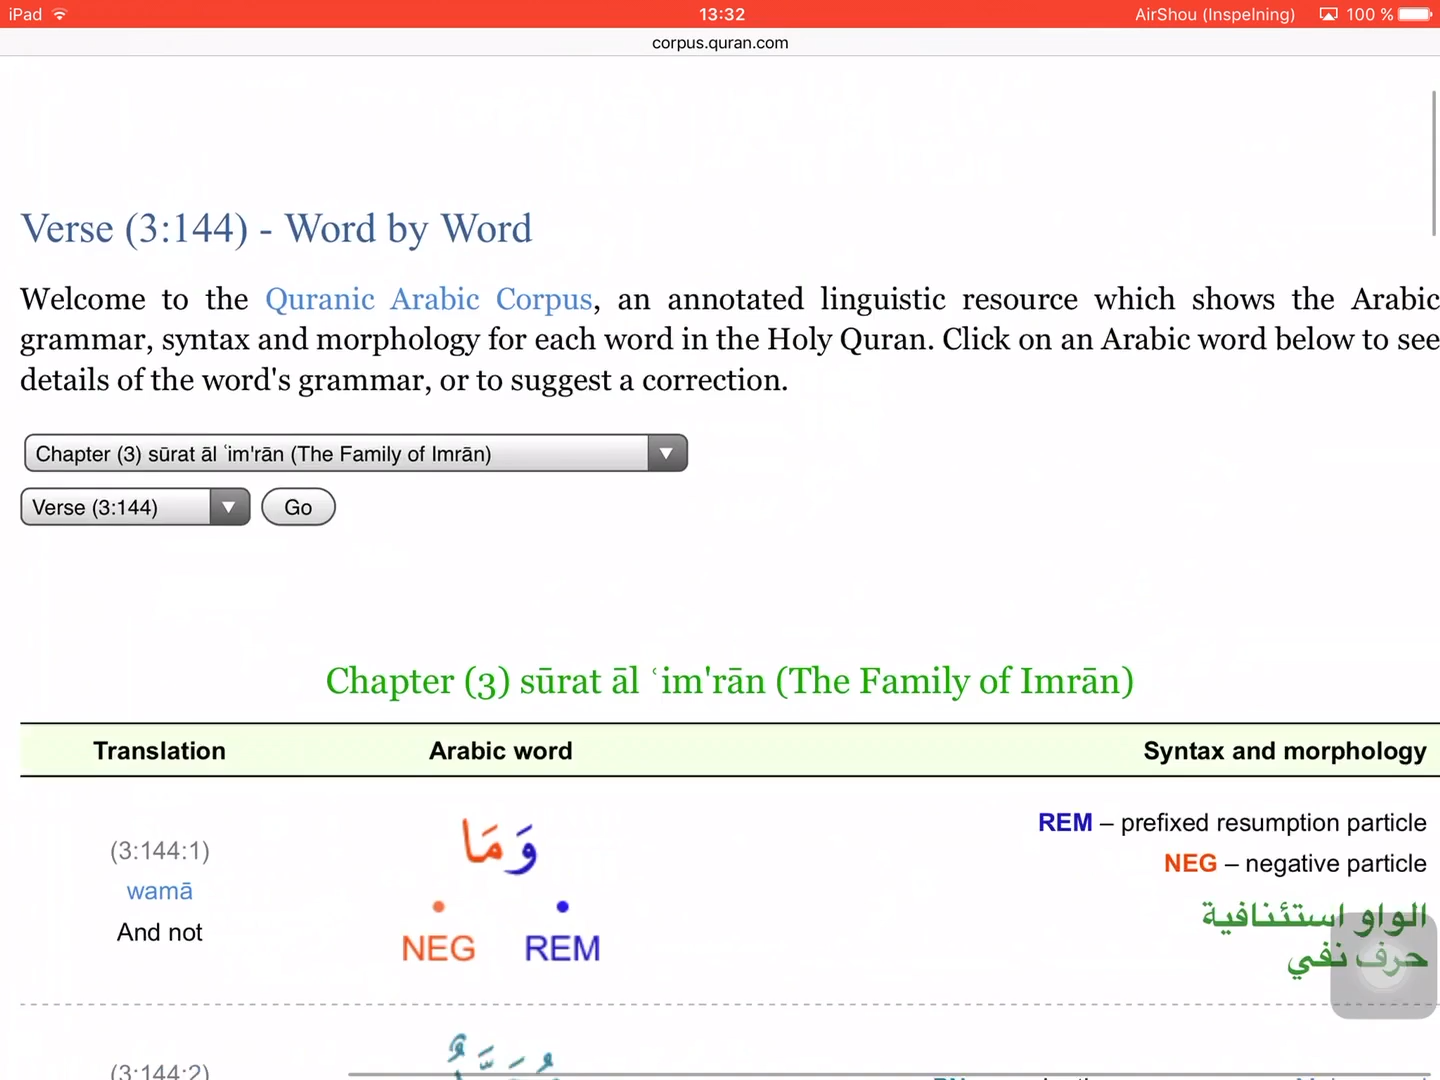 iPad
13:32
AirShou (Inspelning)
100 %
corpus.quran.com
Verse (3:144) - Word by Word
Welcome to the Quranic Arabic Corpus, an annotated linguistic resource which shows the Arabic
grammar, syntax and morphology for each word in the Holy Quran. Click on an Arabic word below to see
details of the word's grammar, or to suggest a correction.
Chapter (3) sūrat āl ʿim'rān (The Family of Imrān)
Verse (3:144)
Go
Chapter (3) sūrat āl ʿim'rān (The Family of Imrān)
Translation
Arabic word
Syntax and morphology
(3:144:1)
wamā
And not
وَمَا
NEG
REM
REM – prefixed resumption particle
NEG – negative particle
الواو استئنافية
حرف نفي
(3:144:2)